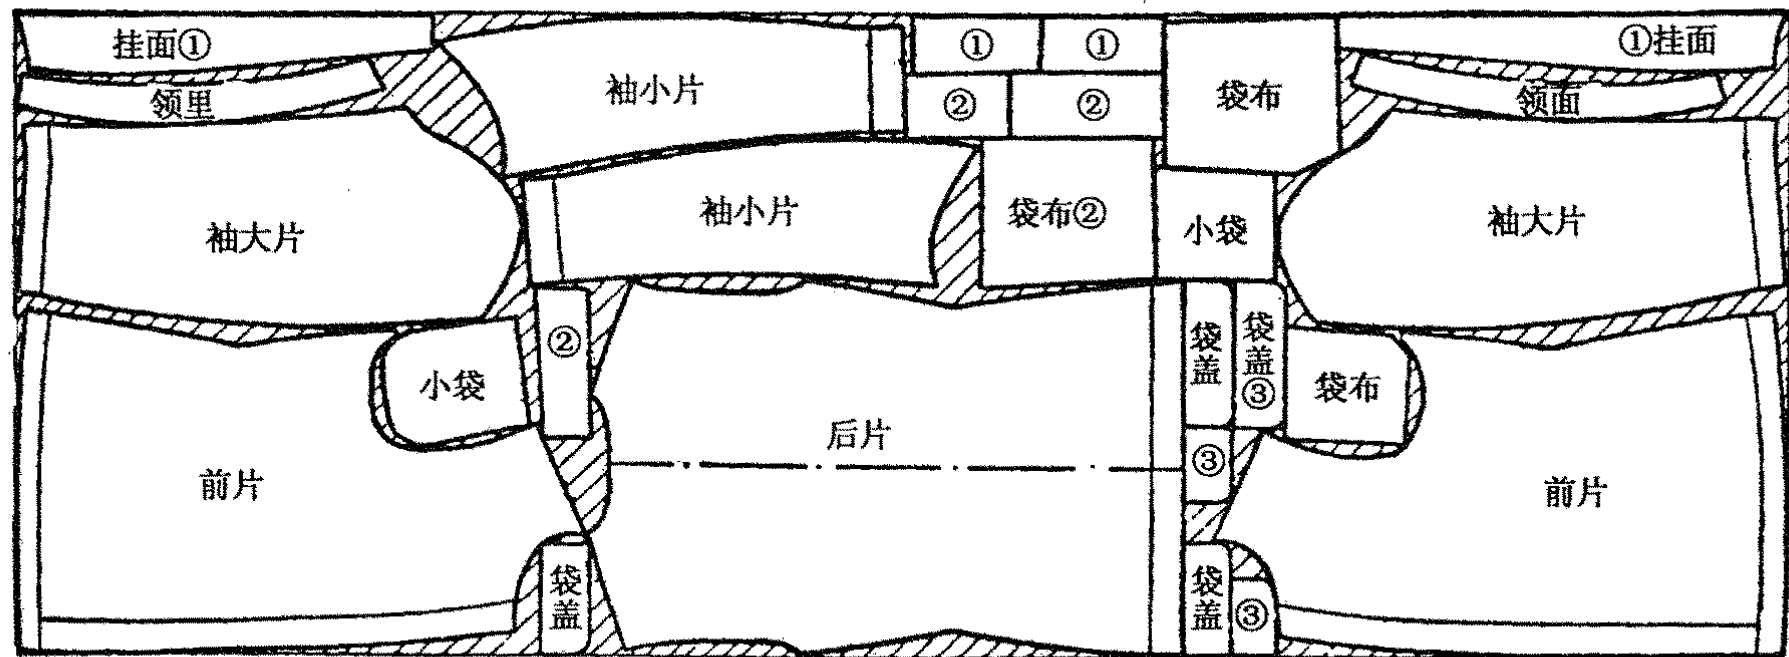 挂面①
①
①
①挂面
袖小片
袋布
领里
②
②
领面
袖大片
袖小片
袋布②
小袋
袖大片
②
袋盖
袋盖③
小袋
袋布
后片
③
前片
前片
袋盖
袋盖
③